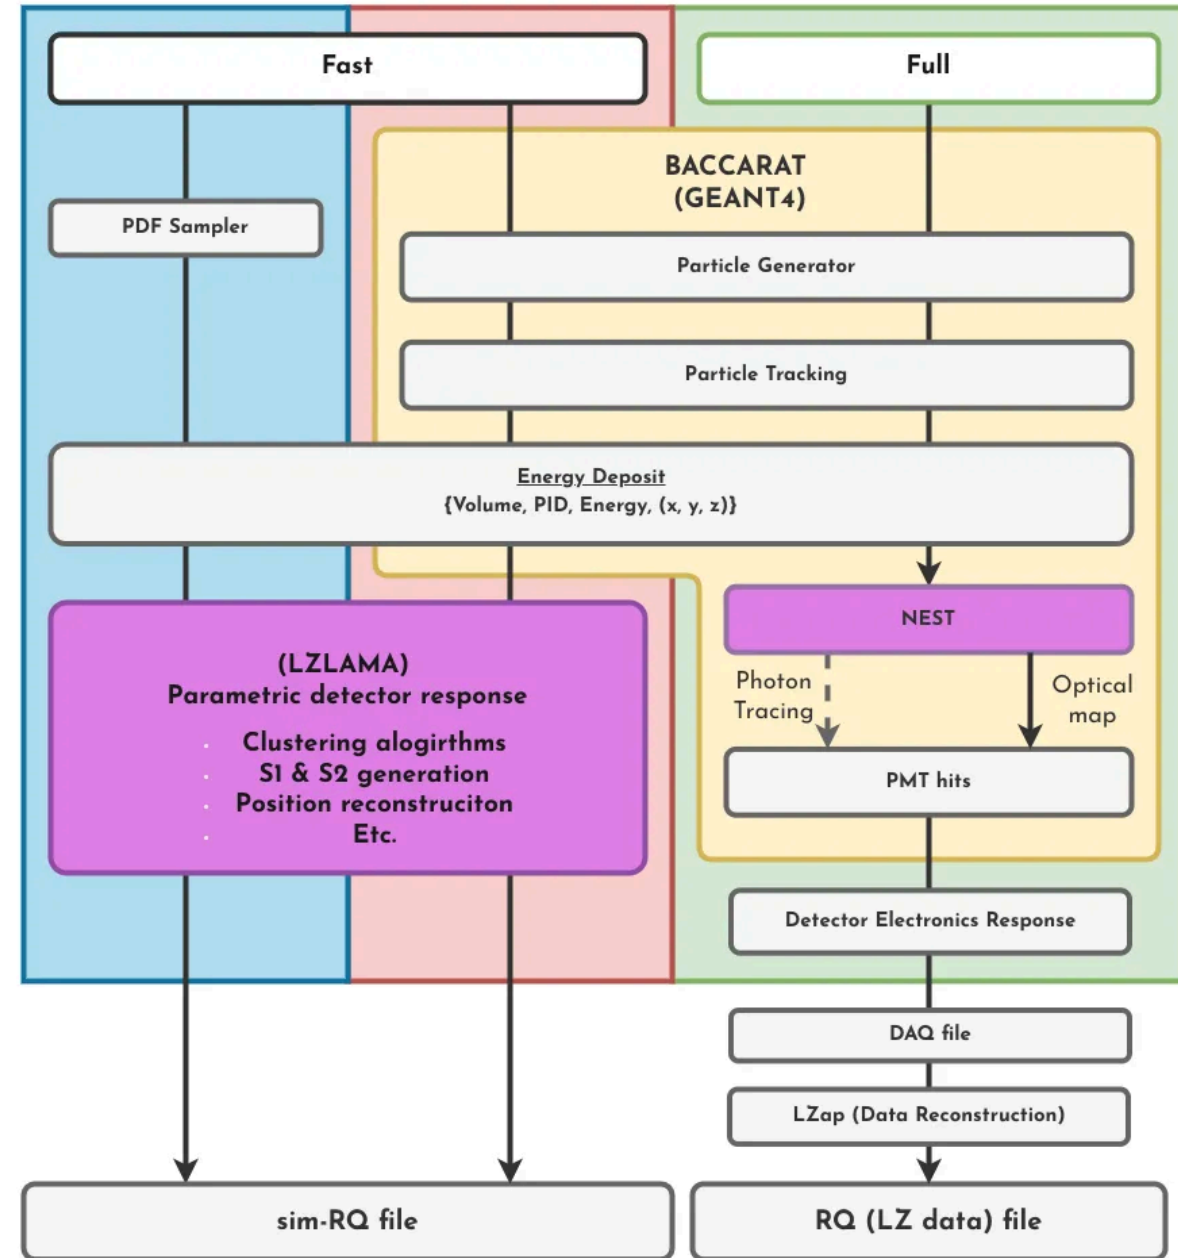 Fast
Full
BACCARAT
(GEANT4)
PDF Sampler
Particle Generator
Particle Tracking
Energy Deposit
{Volume, PID, Energy, (x, y, z)}
NEST
(LZLAMA)
Parametric detector response
· Clustering alogirthms
· S1 & S2 generation
· Position reconstruciton
· Etc.
Photon
Tracing
Optical
map
PMT hits
Detector Electronics Response
DAQ file
LZap (Data Reconstruction)
sim-RQ file
RQ (LZ data) file